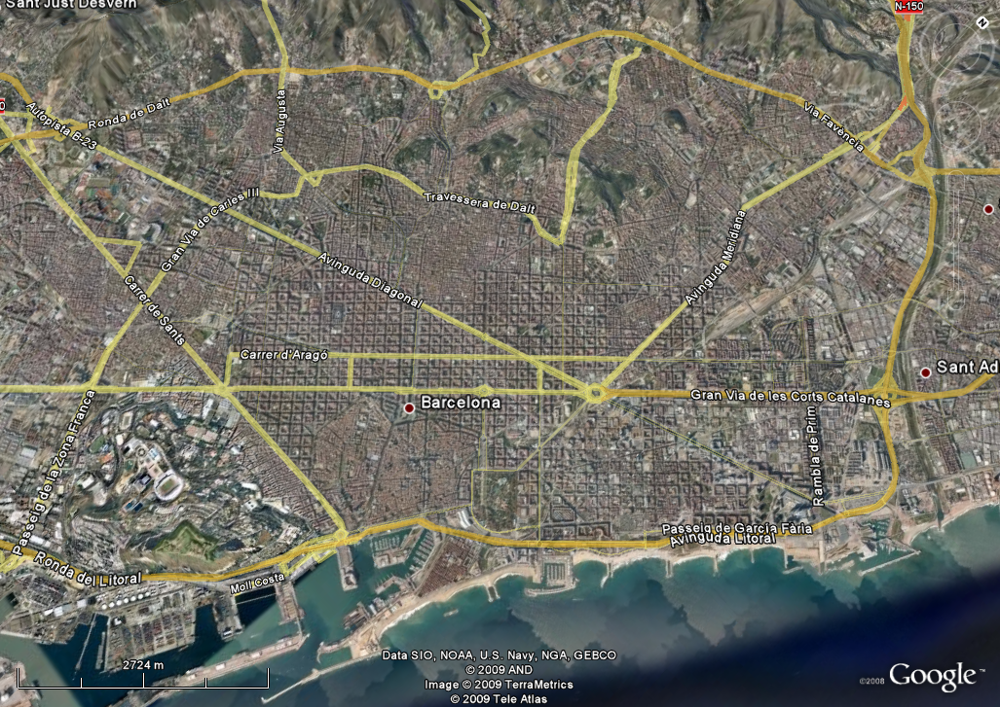 Sant Just Desvern
N-150
N
0
Ronda de Dalt
Autopista B-23
Via Augusta
Via Favència
Gran Via de Carles III
Travessera de Dalt
Avinguda Diagonal
Avinguda Meridiana
Carrer de Sants
Carrer d'Aragó
Sant Ad
Barcelona
Gran Via de les Corts Catalanes
Passeig de la Zona Franca
Rambla de Prim
Passeig de García Fària
Avinguda Litoral
Ronda del Litoral
Moll Costa
Data SIO, NOAA, U.S. Navy, NGA, GEBCO
© 2009 AND
Image © 2009 TerraMetrics
© 2009 Tele Atlas
2724 m
©2008 Google™